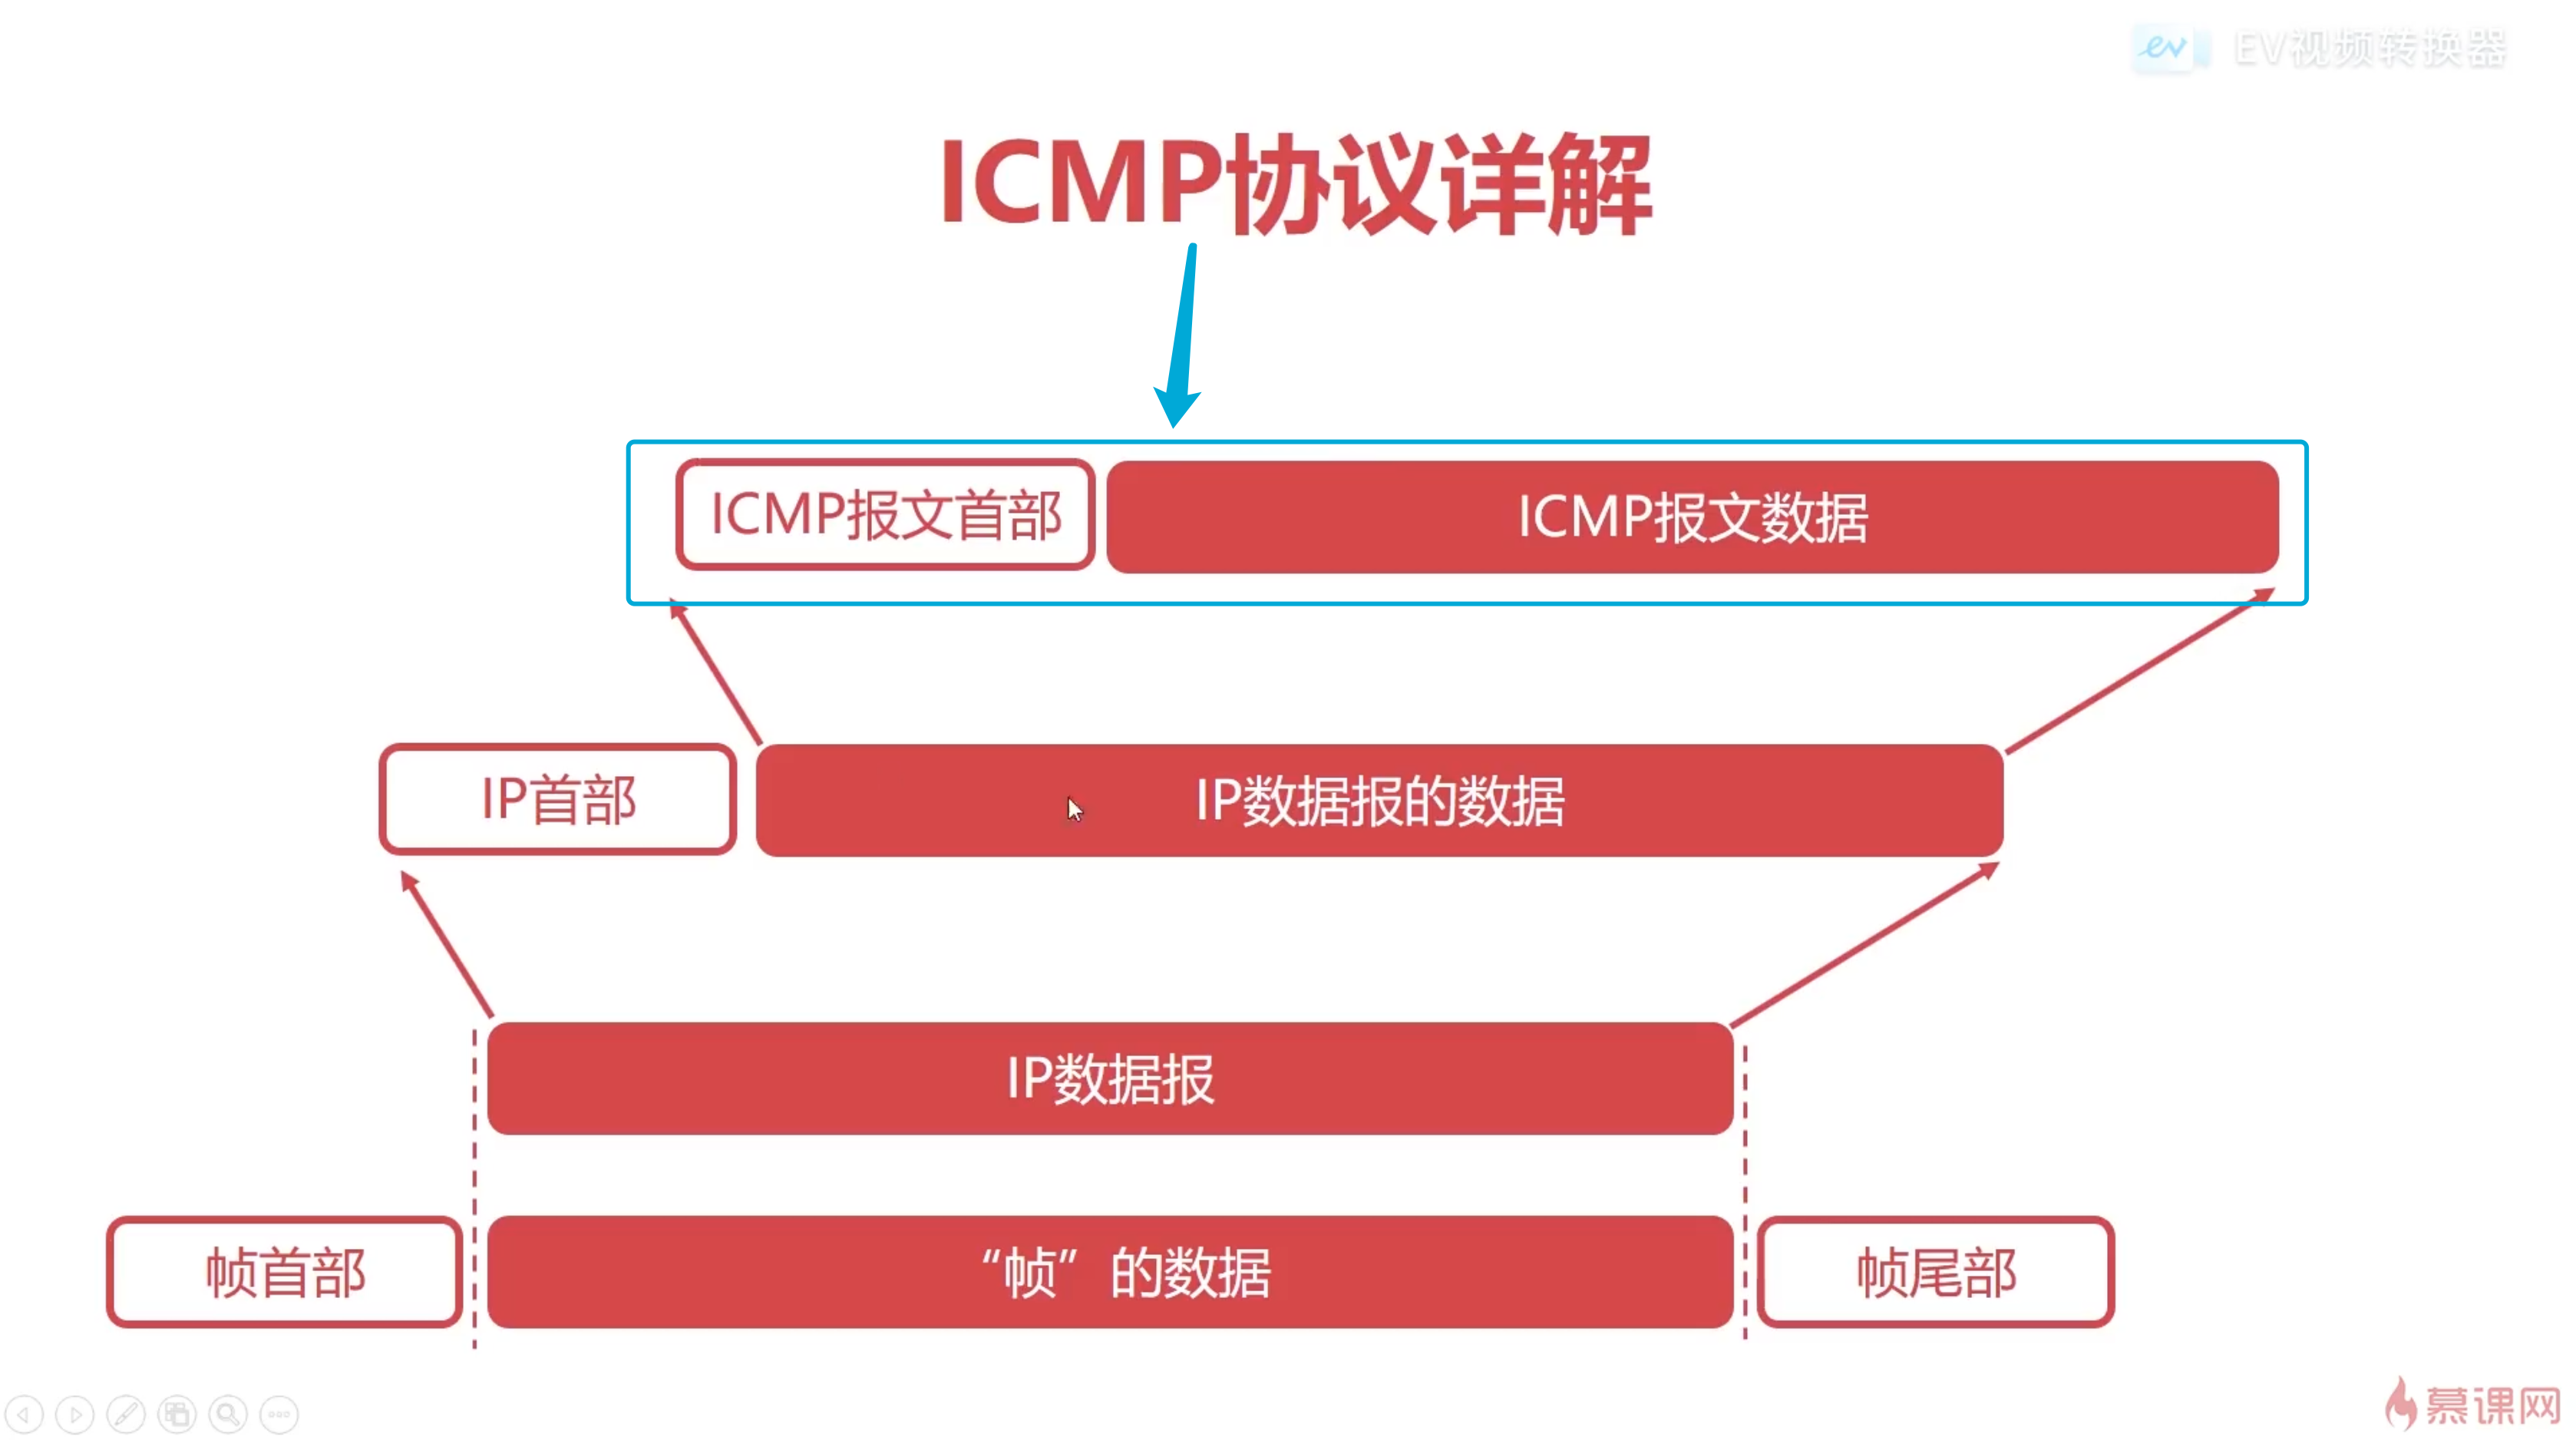 EV视频转换器
ICMP协议详解
ICMP报文首部
ICMP报文数据
IP首部
IP数据报的数据
IP数据报
帧首部
“帧”的数据
帧尾部
慕课网